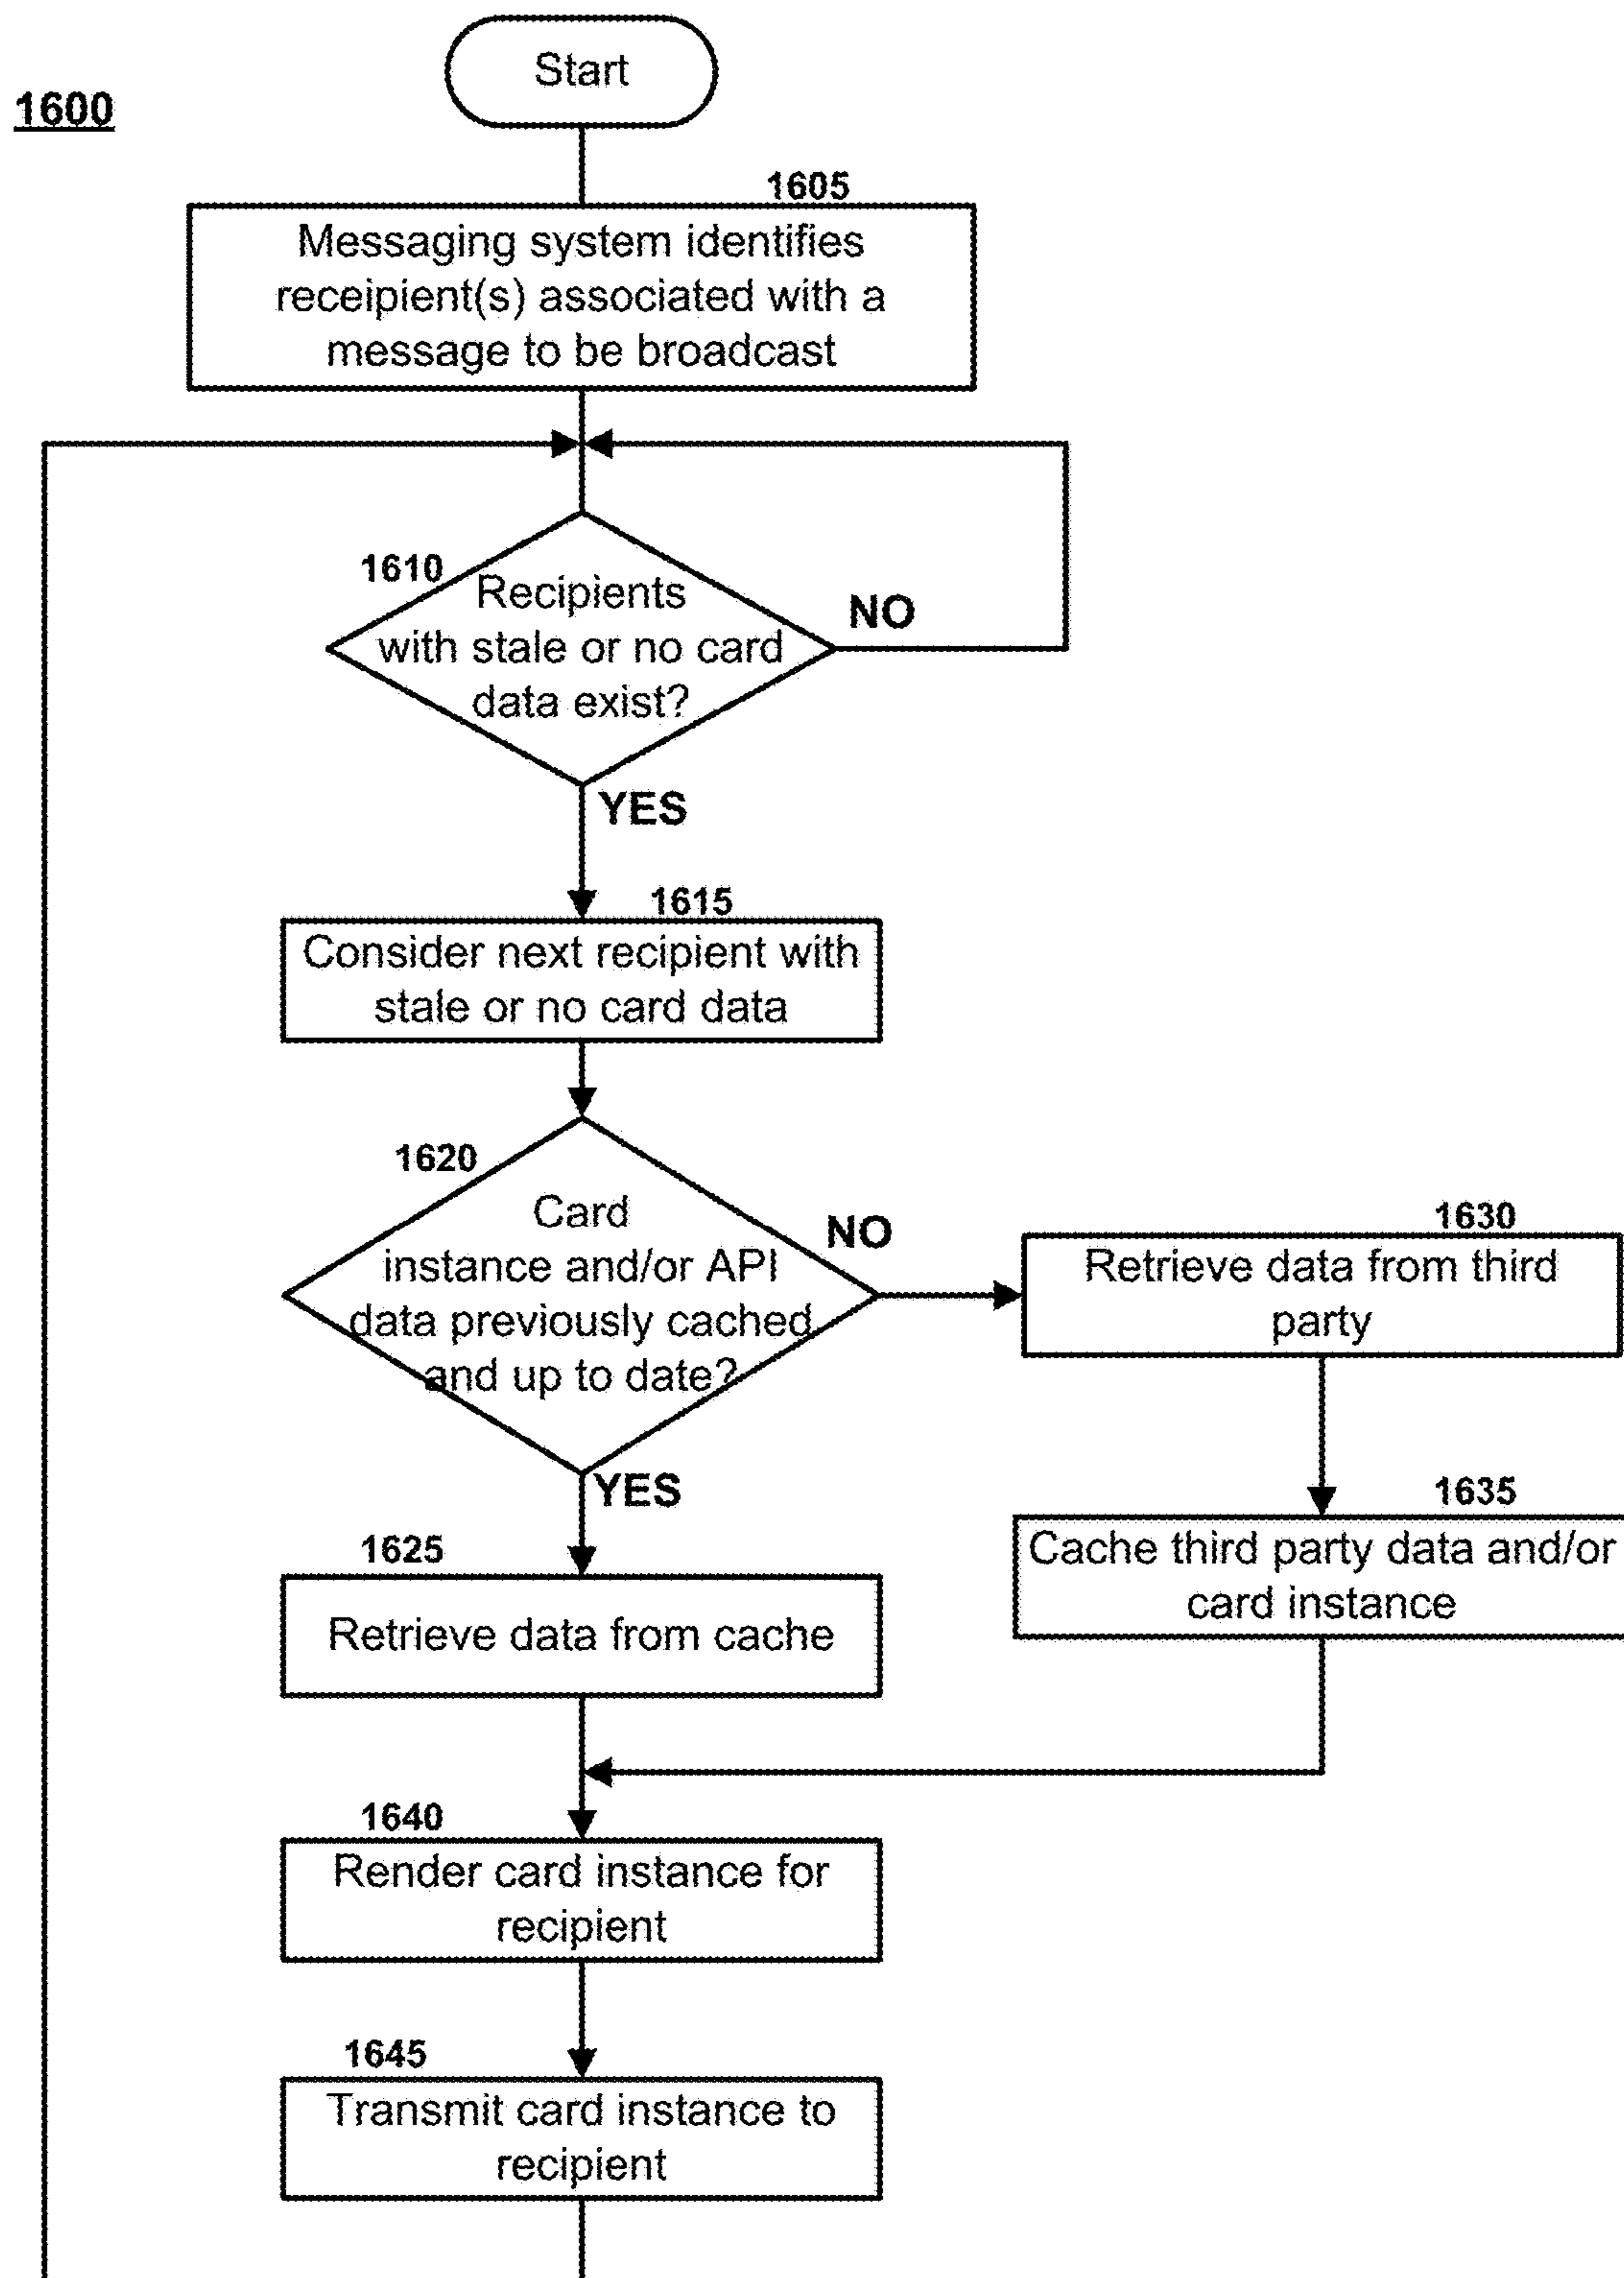 Start
1600
1605
Messaging system identifies
receipient(s) associated with a
message to be broadcast
1610
Recipients
with stale or no card
data exist?
NO
YES
1615
Consider next recipient with
stale or no card data
1620
Card
instance and/or API
data previously cached
and up to date?
NO
YES
1630
Retrieve data from third
party
1635
Cache third party data and/or
card instance
1625
Retrieve data from cache
1640
Render card instance for
recipient
1645
Transmit card instance to
recipient